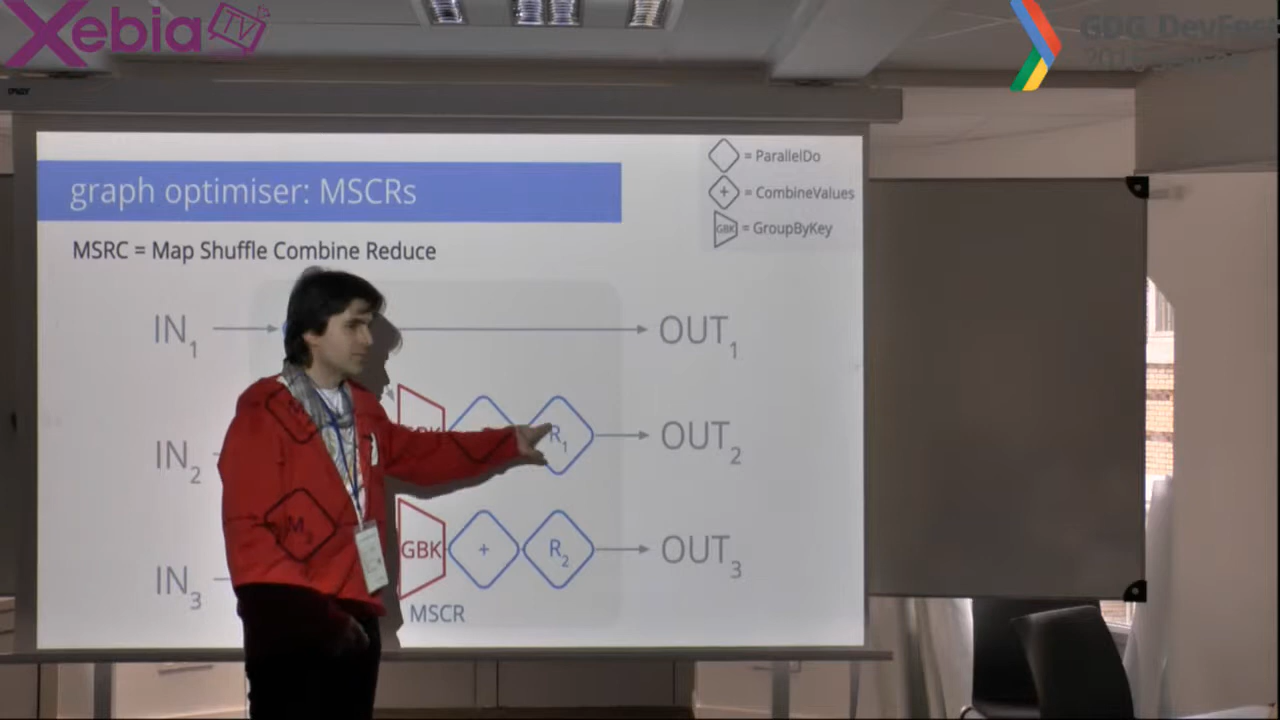 Xebia TV
GDG DevFest
graph optimiser: MSCRs
= ParallelDo
+ = CombineValues
GBK = GroupByKey
MSRC = Map Shuffle Combine Reduce
IN1
OUT1
IN2
GBK
R1
OUT2
IN3
M3
GBK
+
R2
OUT3
MSCR